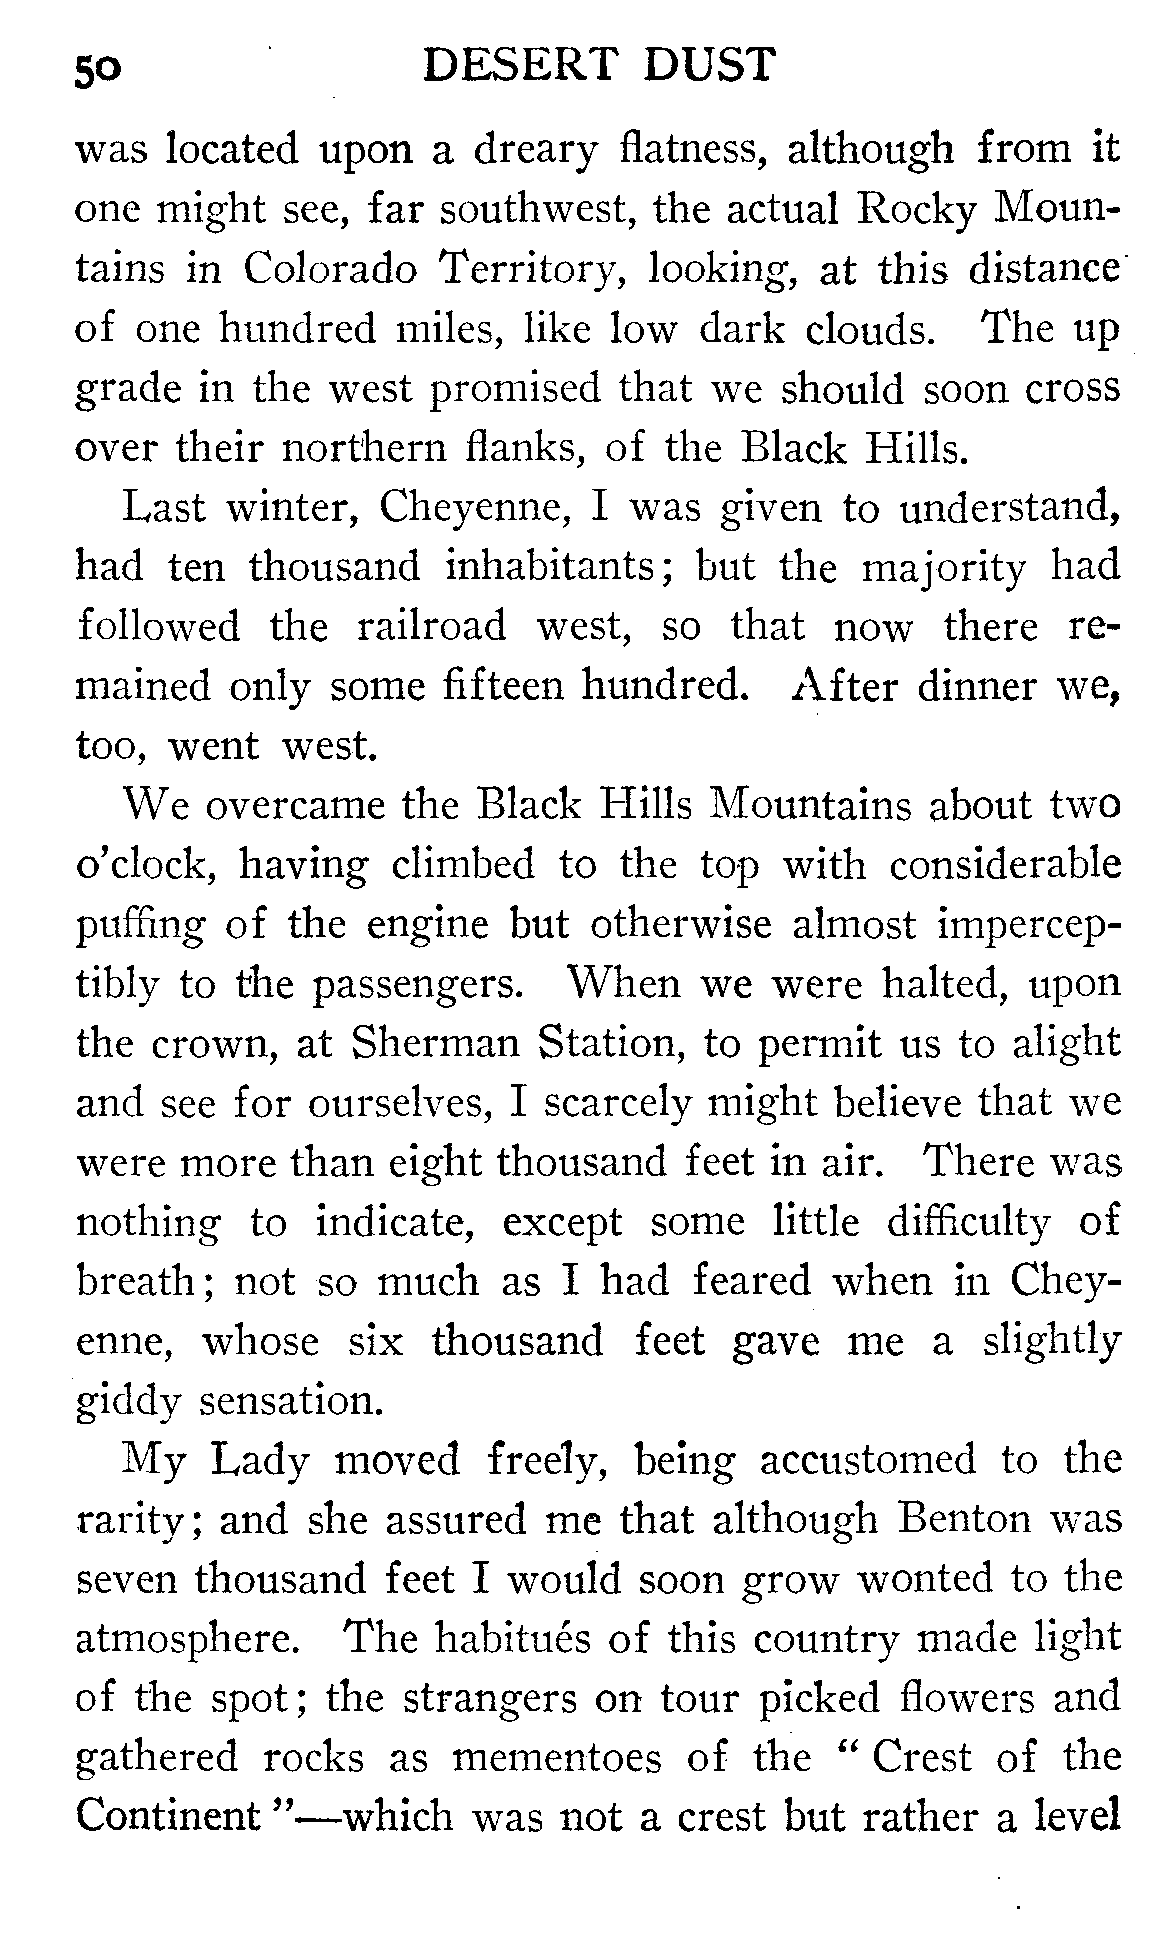 50 DESERT DUST
was located upon a dreary flatness, although from it
one might see, far southwest, the actual Rocky Moun-
tains in Colorado Territory, looking, at this distance
of one hundred miles, like low dark clouds. The up
grade in the west promised that we should soon cross
over their northern flanks, of the Black Hills.
Last winter, Cheyenne, I was given to understand,
had ten thousand inhabitants; but the majority had
followed the railroad west, so that now there re-
mained only some fifteen hundred. After dinner we,
too, went west.
We overcame the Black Hills Mountains about two
o'clock, having climbed to the top with considerable
puffing of the engine but otherwise almost impercep-
tibly to the passengers. When we were halted, upon
the crown, at Sherman Station, to permit us to alight
and see for ourselves, I scarcely might believe that we
were more than eight thousand feet in air. There was
nothing to indicate, except some little difficulty of
breath; not so much as I had feared when in Chey-
enne, whose six thousand feet gave me a slightly
giddy sensation.
My Lady moved freely, being accustomed to the
rarity; and she assured me that although Benton was
seven thousand feet I would soon grow wonted to the
atmosphere. The habitués of this country made light
of the spot; the strangers on tour picked flowers and
gathered rocks as mementoes of the “ Crest of the
Continent ”—which was not a crest but rather a level